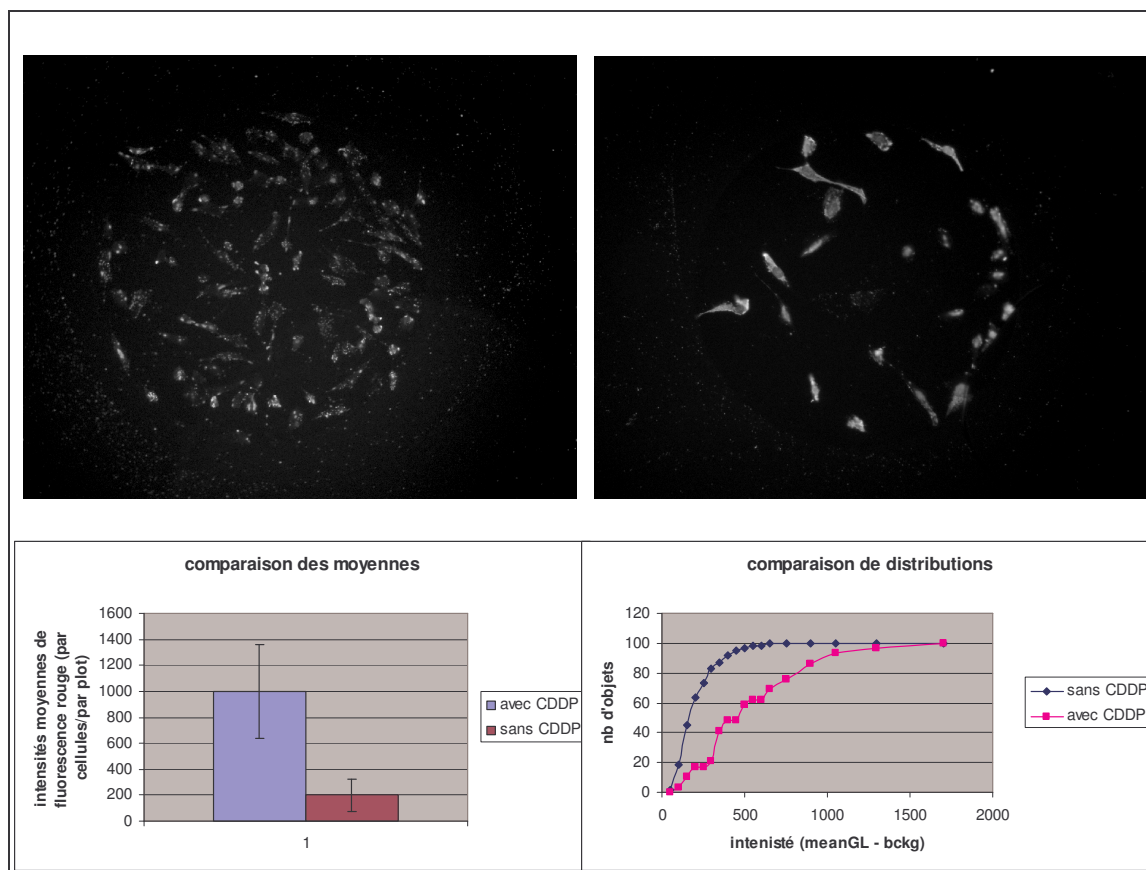 comparaison des moyennes
intensités moyennes de
fluorescence rouge (par
cellules/par plot)
1600
1400
1200
1000
800
600
400
200
0
1
avec CDDP
sans CDDP
comparaison de distributions
nb d'objets
120
100
80
60
40
20
0
0 500 1000 1500 2000
intenisté (meanGL - bckg)
sans CDDP
avec CDDP